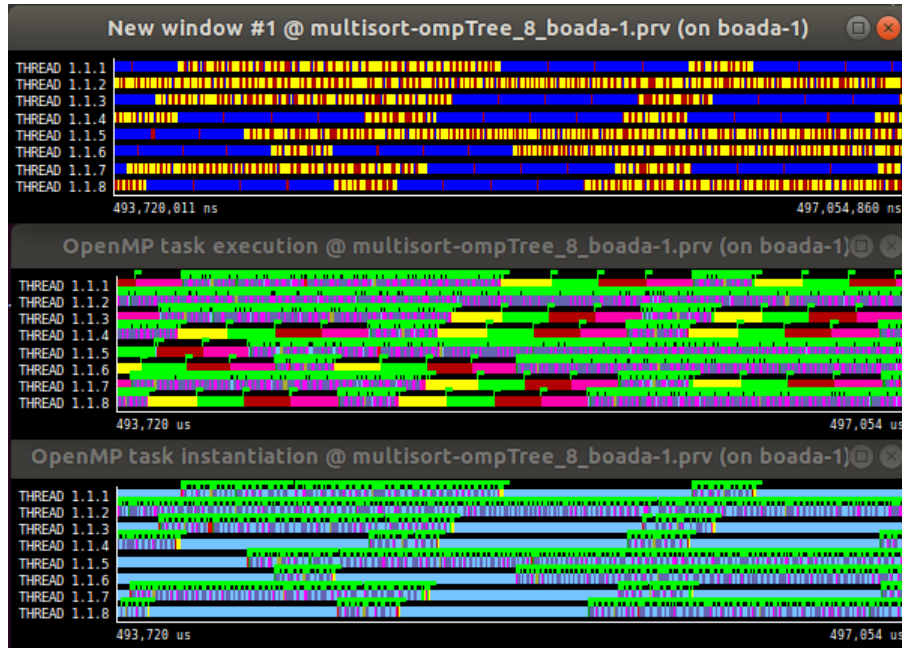 New window #1 @ multisort-ompTree_8_boada-1.prv (on boada-1)
THREAD 1.1.1
THREAD 1.1.2
THREAD 1.1.3
THREAD 1.1.4
THREAD 1.1.5
THREAD 1.1.6
THREAD 1.1.7
THREAD 1.1.8
493,720,011 ns 497,054,860 ns
OpenMP task execution @ multisort-ompTree_8_boada-1.prv (on boada-1)
THREAD 1.1.1
THREAD 1.1.2
THREAD 1.1.3
THREAD 1.1.4
THREAD 1.1.5
THREAD 1.1.6
THREAD 1.1.7
THREAD 1.1.8
493,720 us 497,054 us
OpenMP task instantiation @ multisort-ompTree_8_boada-1.prv (on boada-1)
THREAD 1.1.1
THREAD 1.1.2
THREAD 1.1.3
THREAD 1.1.4
THREAD 1.1.5
THREAD 1.1.6
THREAD 1.1.7
THREAD 1.1.8
493,720 us 497,054 us